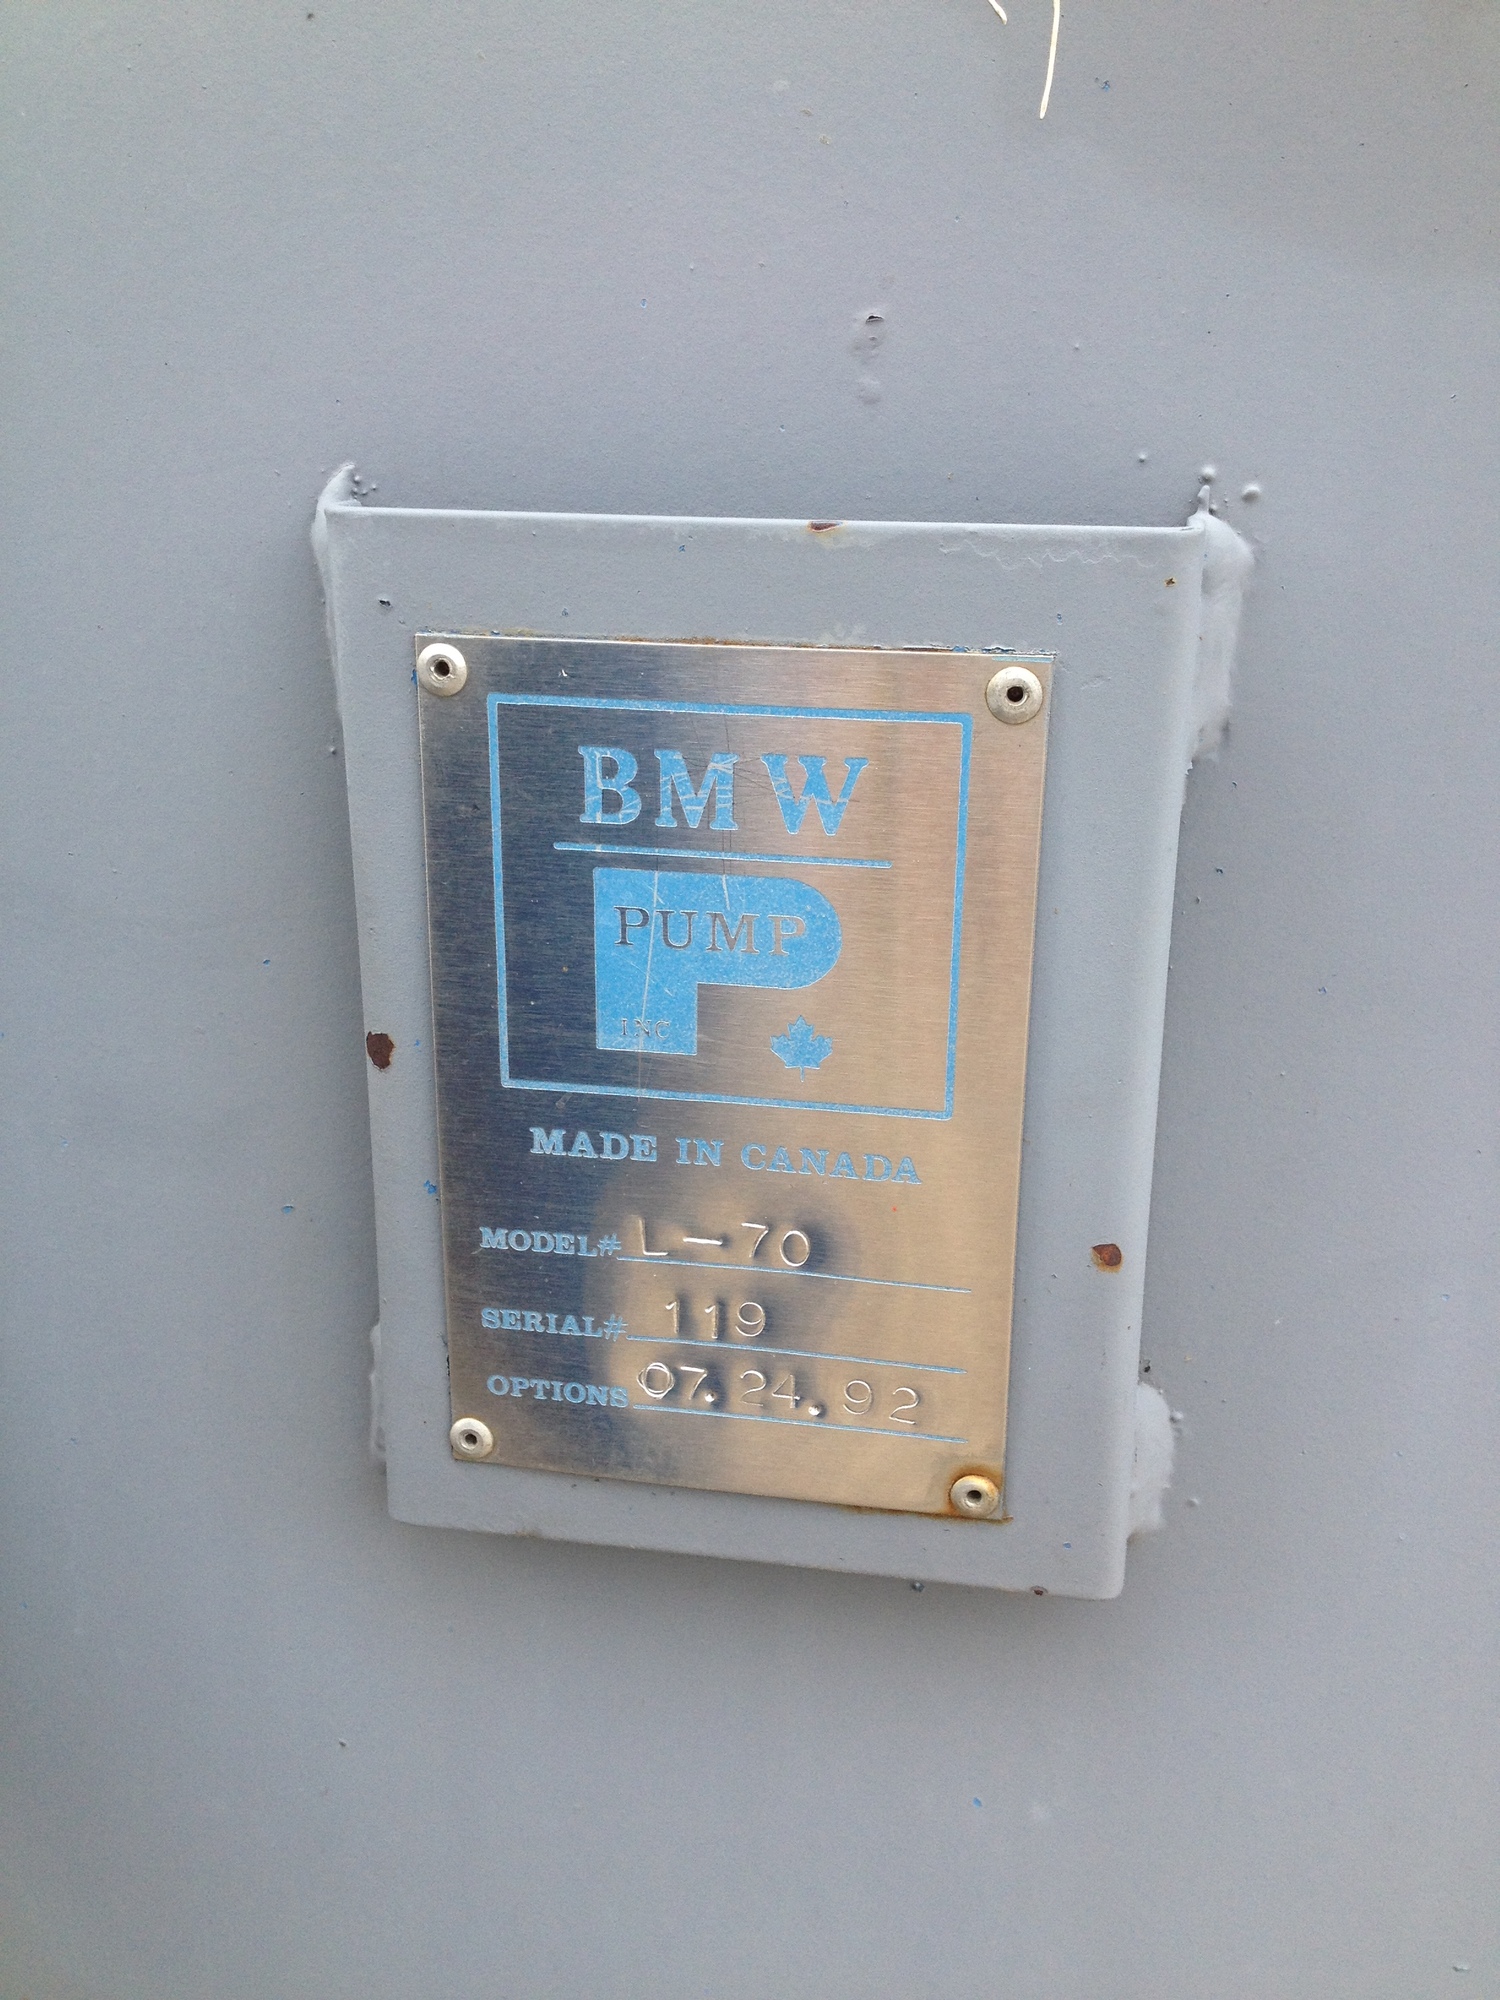 BMW
PUMP
INC
MADE IN CANADA
MODEL# L-70
SERIAL# 119
OPTIONS 07.24.92